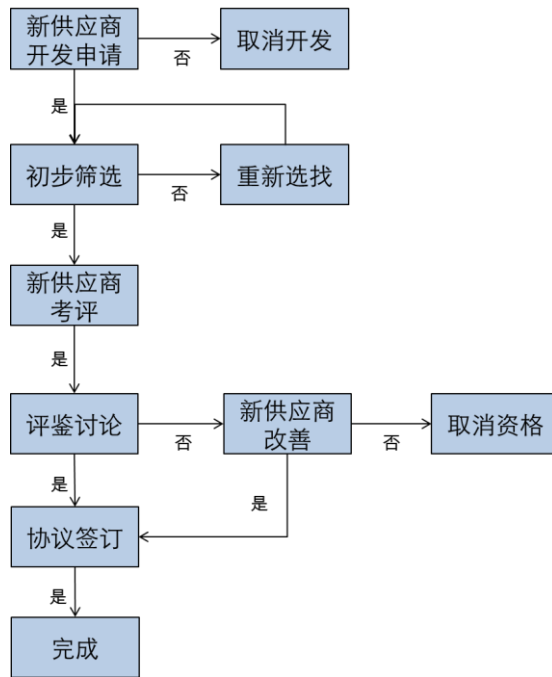 新供应商
开发申请
否
取消开发
是
初步筛选
否
重新选找
是
新供应商
考评
是
评鉴讨论
否
新供应商
改善
否
取消资格
是
是
协议签订
是
完成